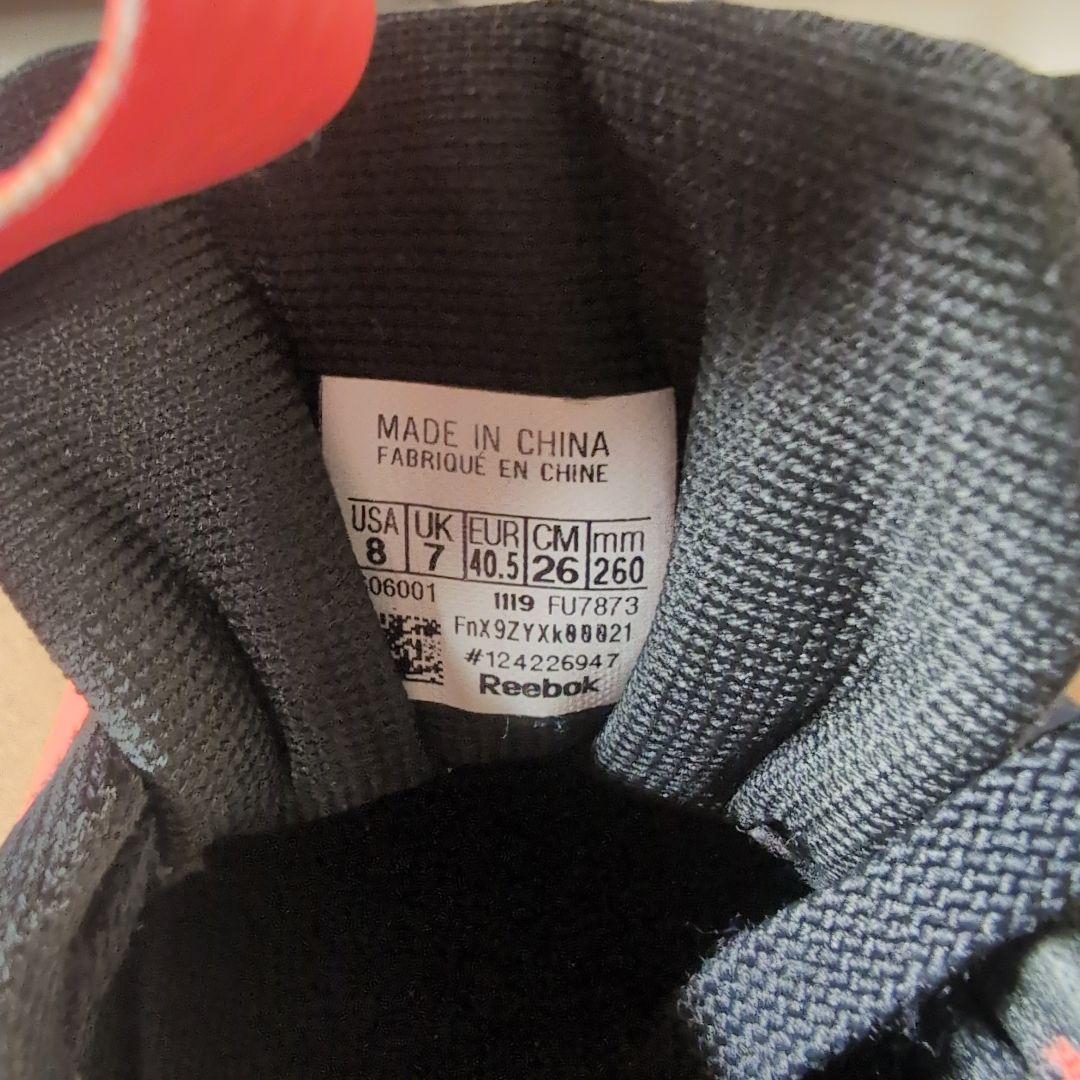 MADE IN CHINA
FABRIQUÉ EN CHINE
USA UK EUR CM mm
8 7 40.5 26 260
06001 1119 FU7873
FnX9ZYXk00021
#124226947
Reebok